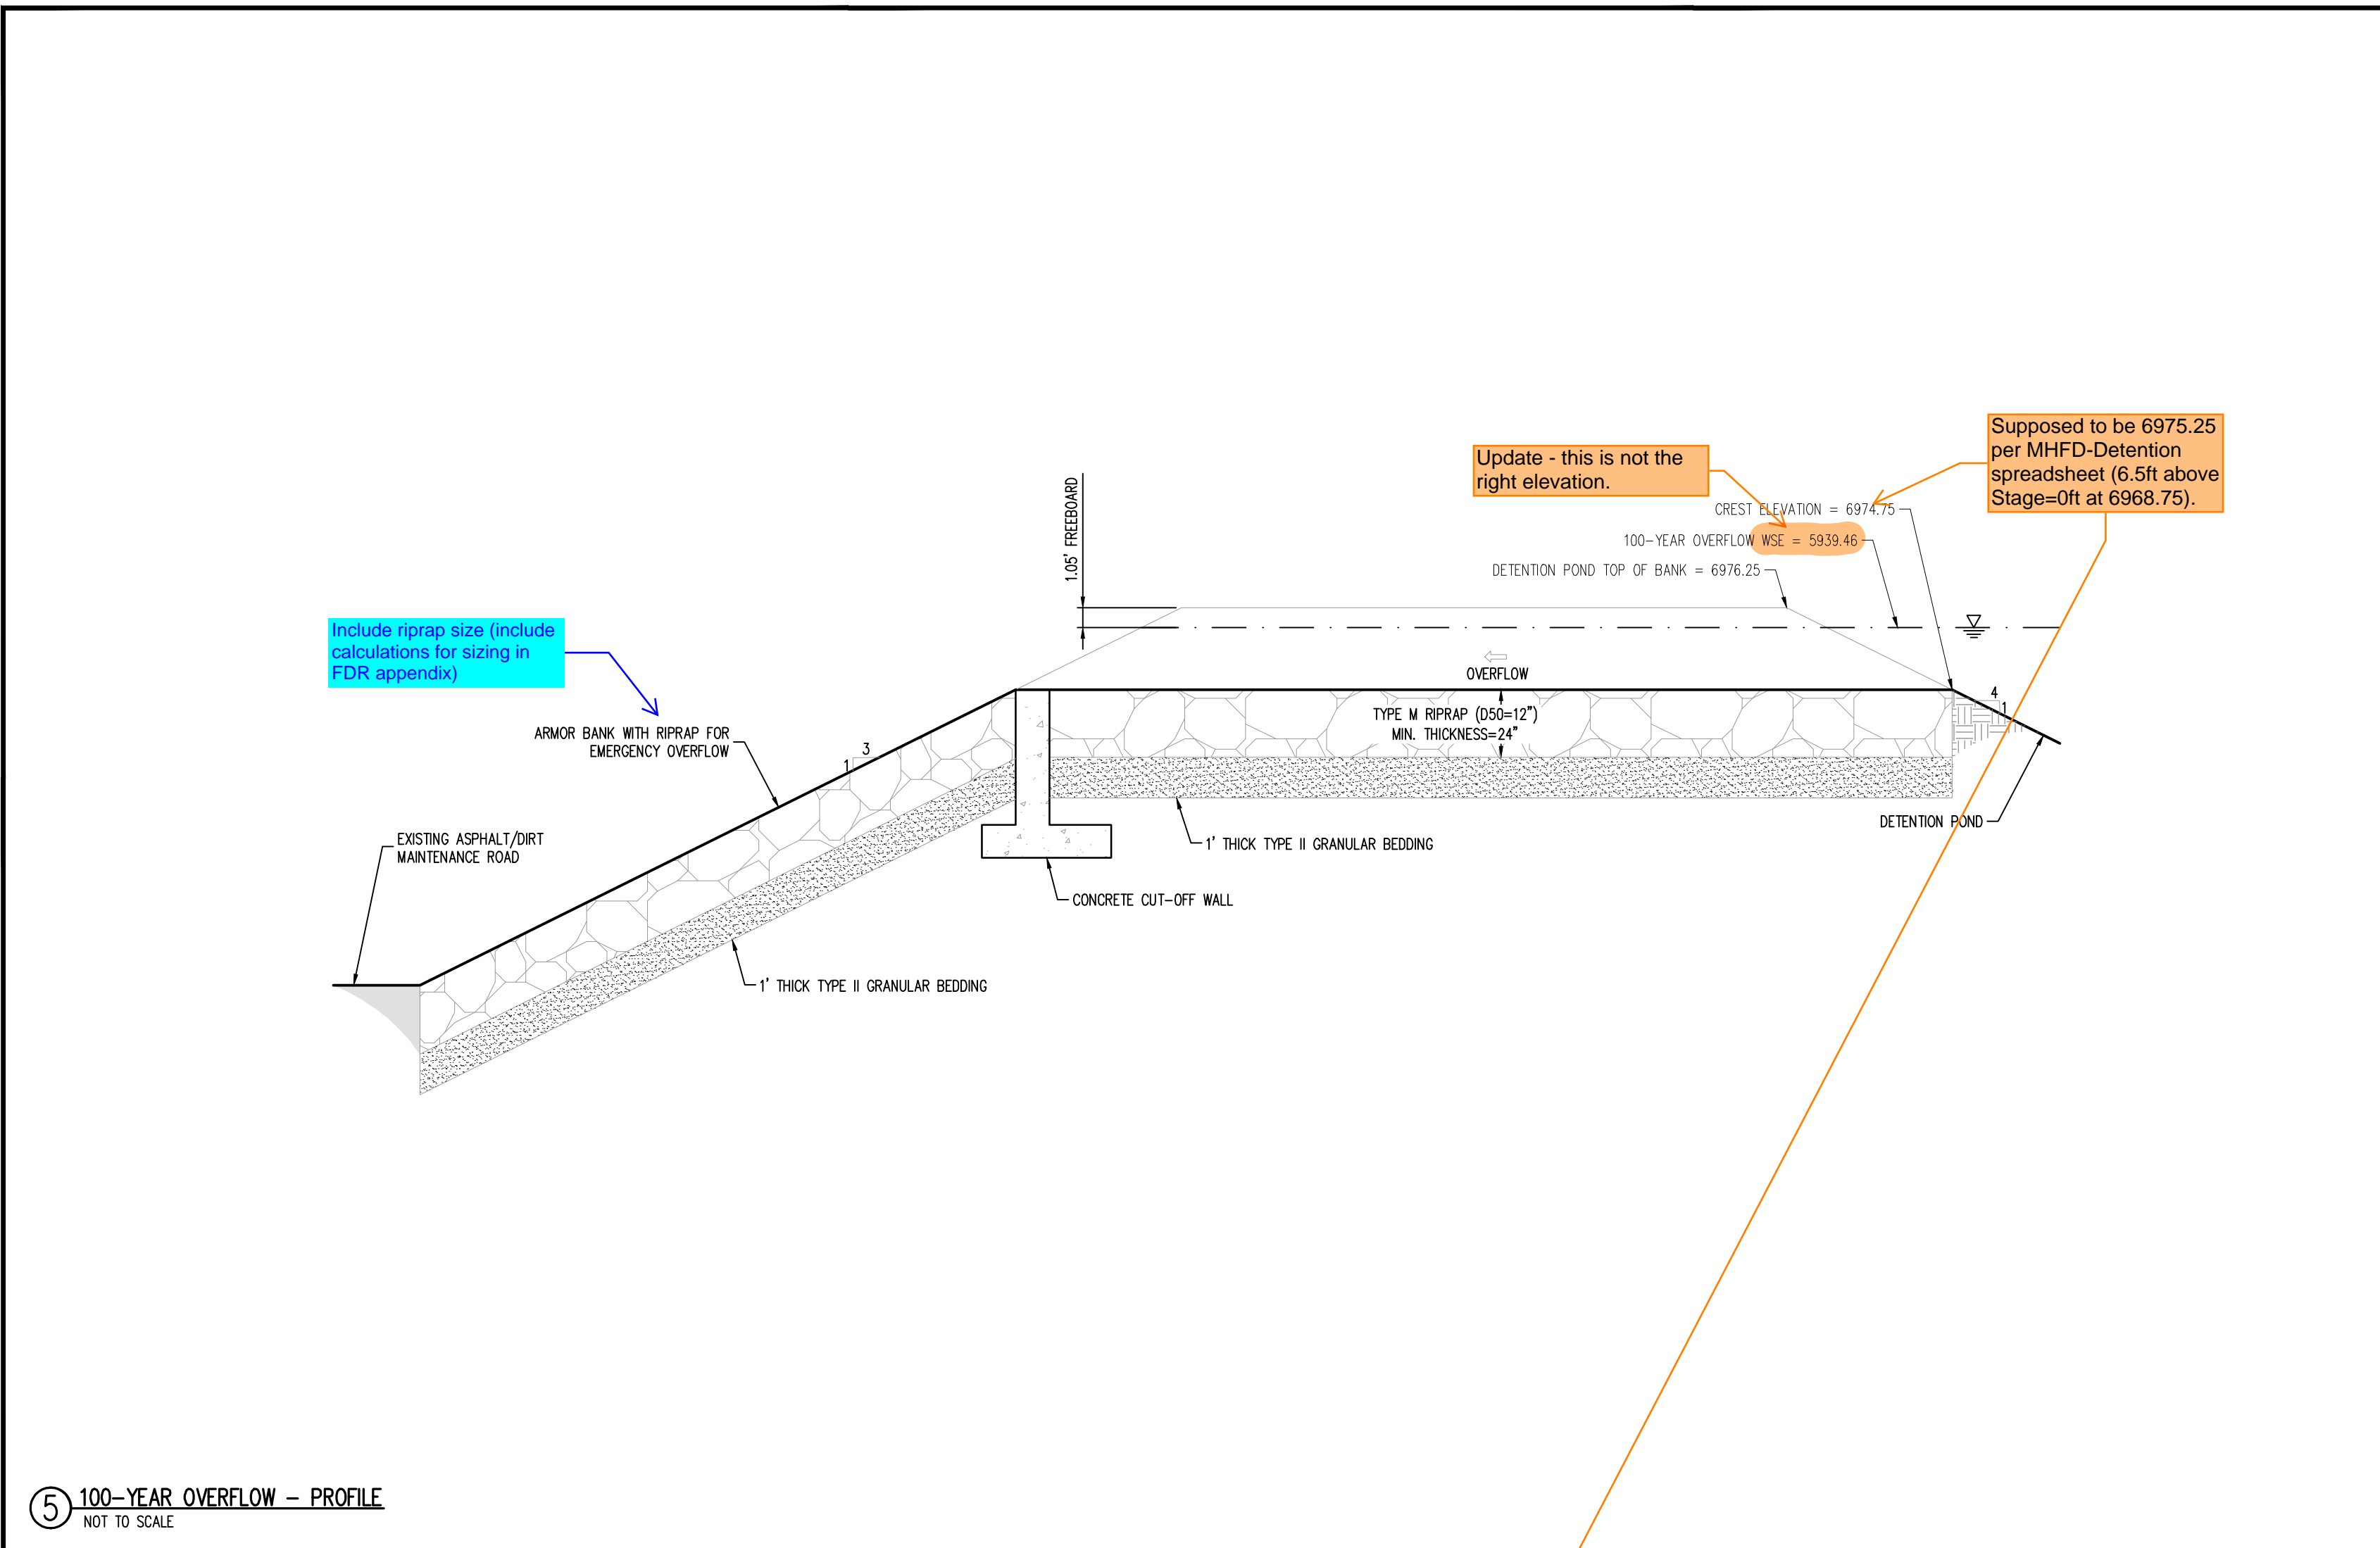 Supposed to be 6975.25
per MHFD-Detention
spreadsheet (6.5ft above
Stage=0ft at 6968.75).
Update - this is not the
right elevation.
1.05' FREEBOARD
CREST ELEVATION = 6974.75
100-YEAR OVERFLOW WSE = 5939.46
DETENTION POND TOP OF BANK = 6976.25
Include riprap size (include
calculations for sizing in
FDR appendix)
OVERFLOW
4
1
TYPE M RIPRAP (D50=12")
MIN. THICKNESS=24"
ARMOR BANK WITH RIPRAP FOR
EMERGENCY OVERFLOW
3
1
DETENTION POND
EXISTING ASPHALT/DIRT
MAINTENANCE ROAD
1' THICK TYPE II GRANULAR BEDDING
CONCRETE CUT-OFF WALL
1' THICK TYPE II GRANULAR BEDDING
5
100-YEAR OVERFLOW - PROFILE
NOT TO SCALE